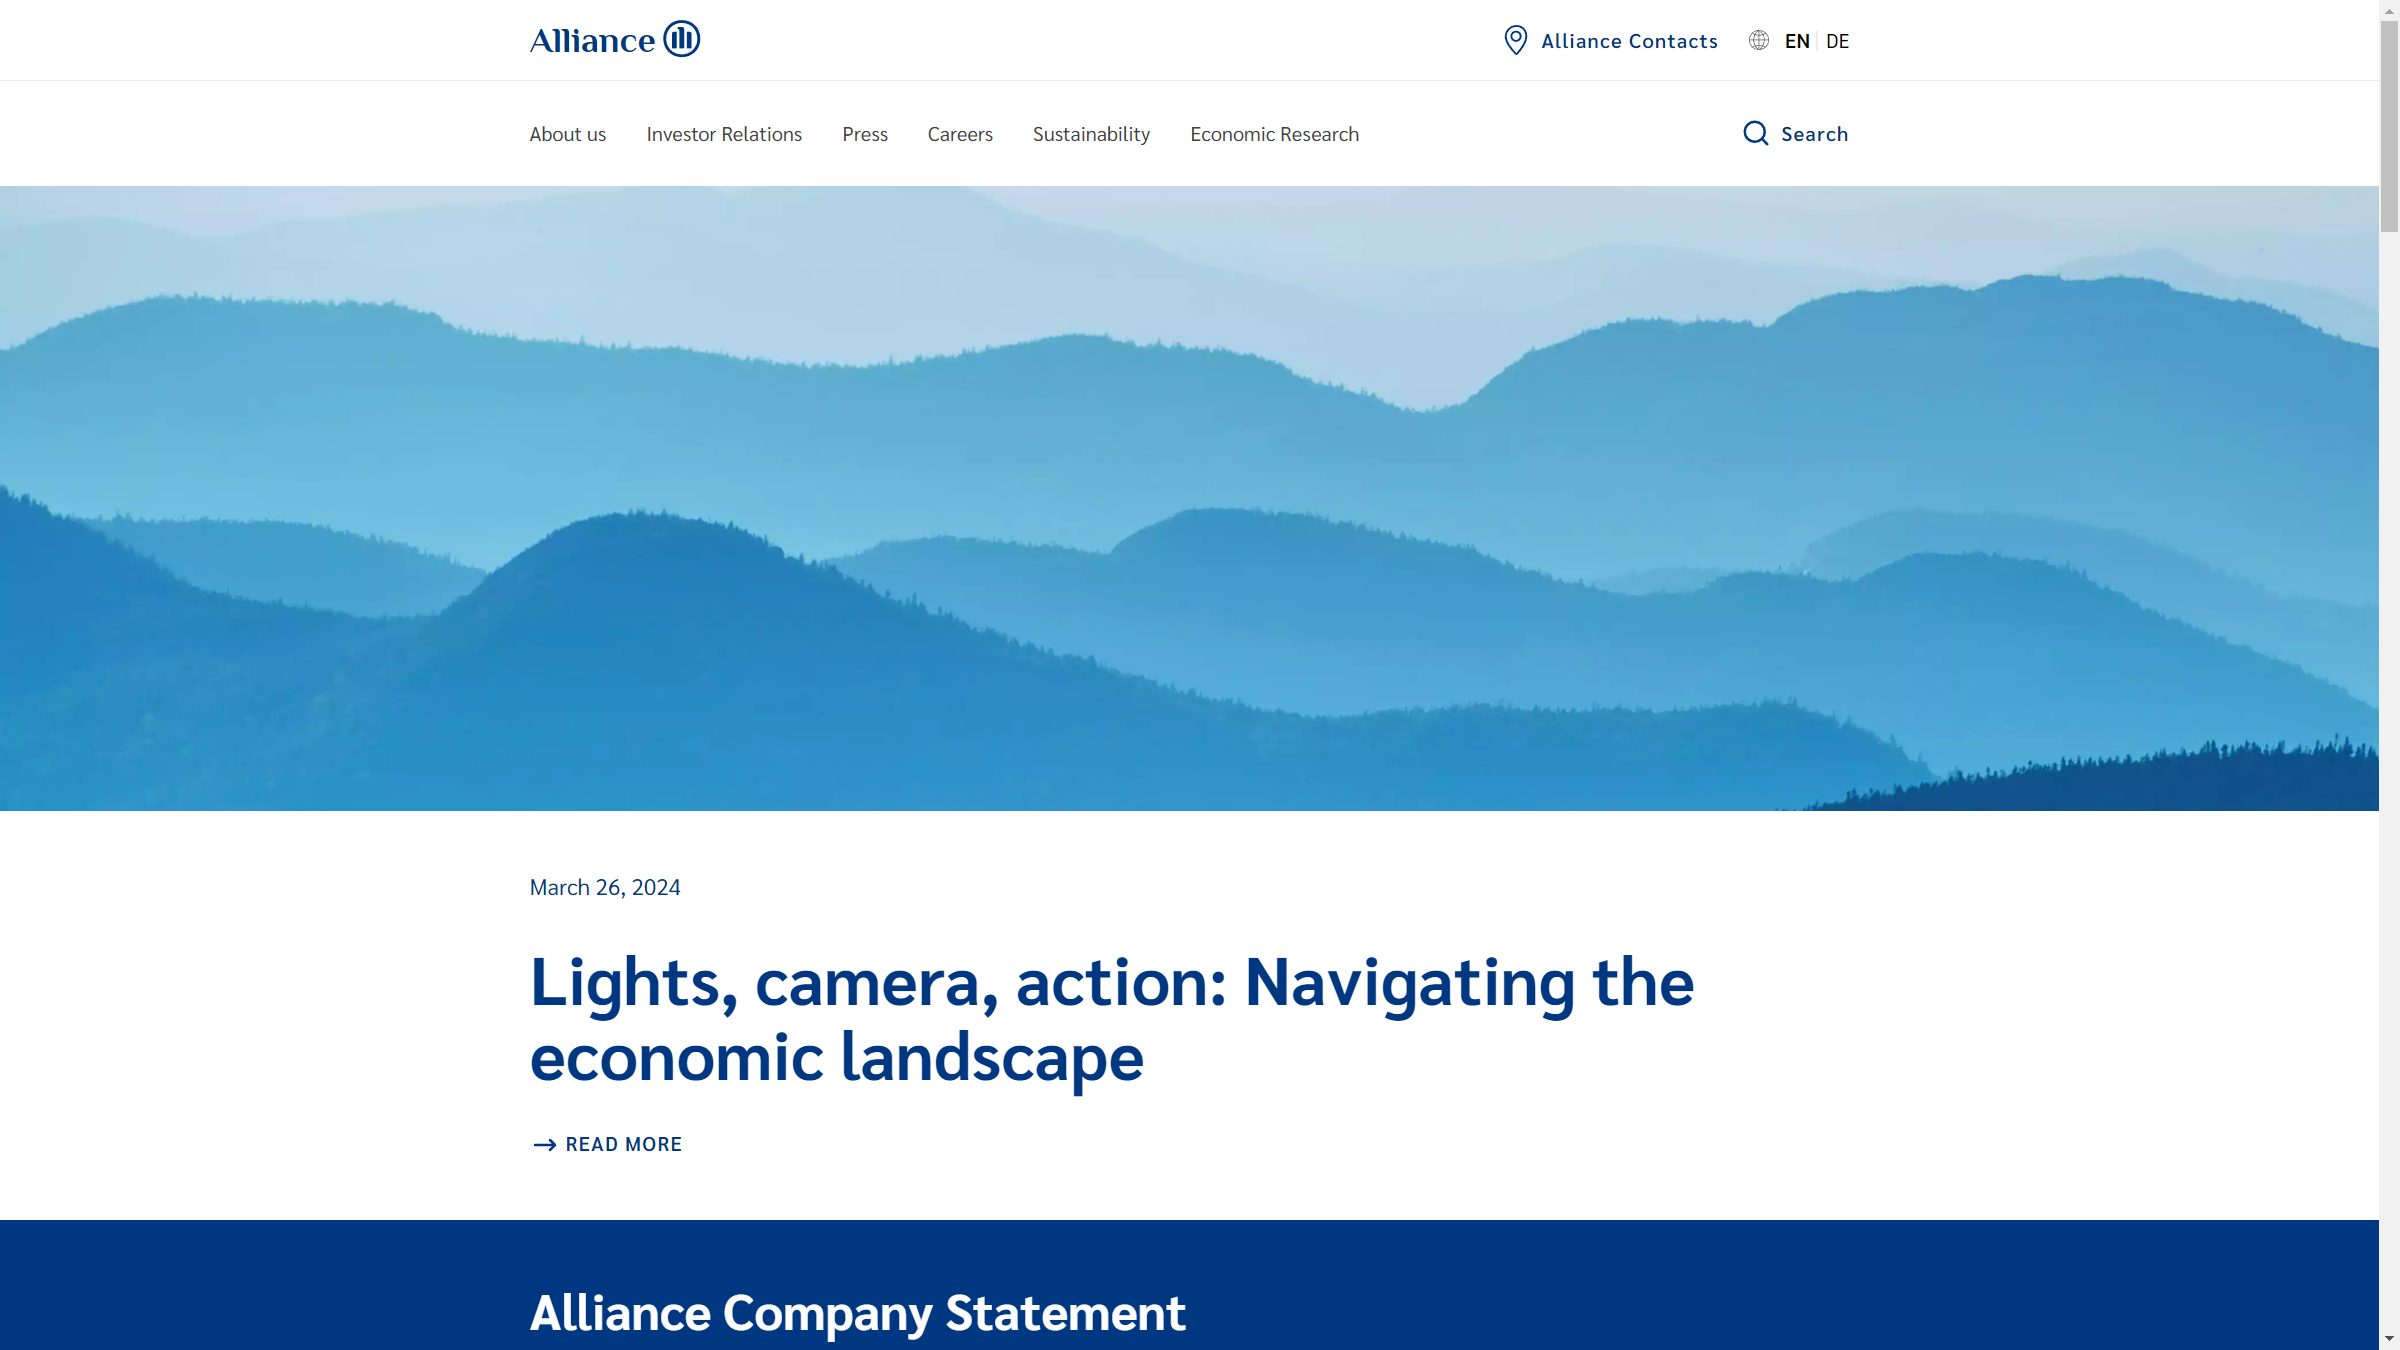 Alliance
Alliance Contacts
EN DE
About us Investor Relations Press Careers Sustainability Economic Research Search
March 26, 2024
Lights, camera, action: Navigating the
economic landscape
READ MORE
Alliance Company Statement